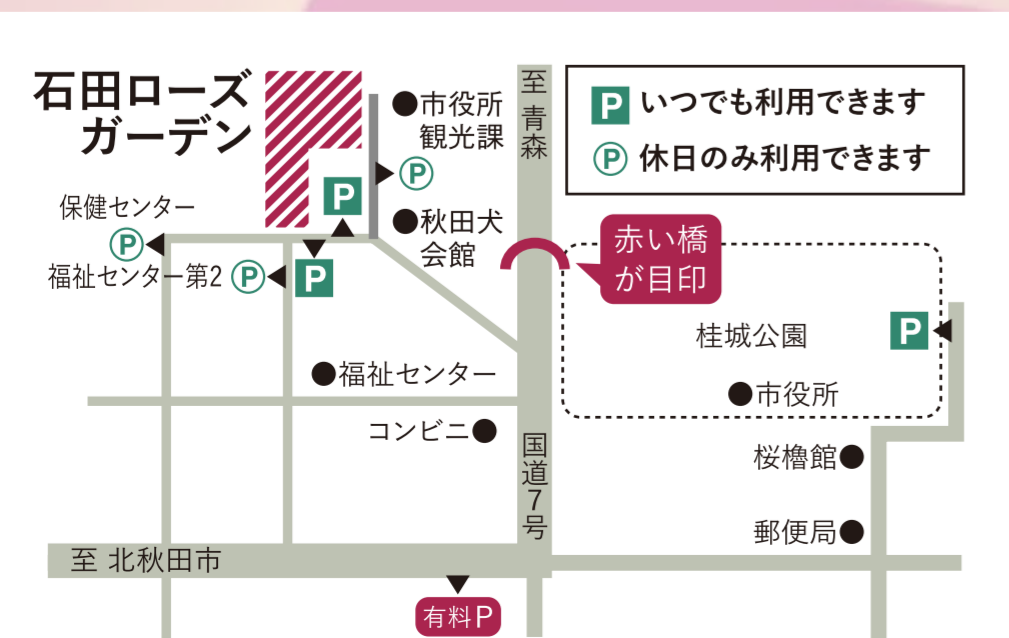 石田ローズ
ガーデン
市役所
観光課
P
P
秋田犬
会館
至 青森
P いつでも利用できます
P 休日のみ利用できます
保健センター
P
福祉センター第2 P
P
赤い橋
が目印
桂城公園
P
市役所
福祉センター
コンビニ
国道7号
桜櫓館
郵便局
至 北秋田市
有料P